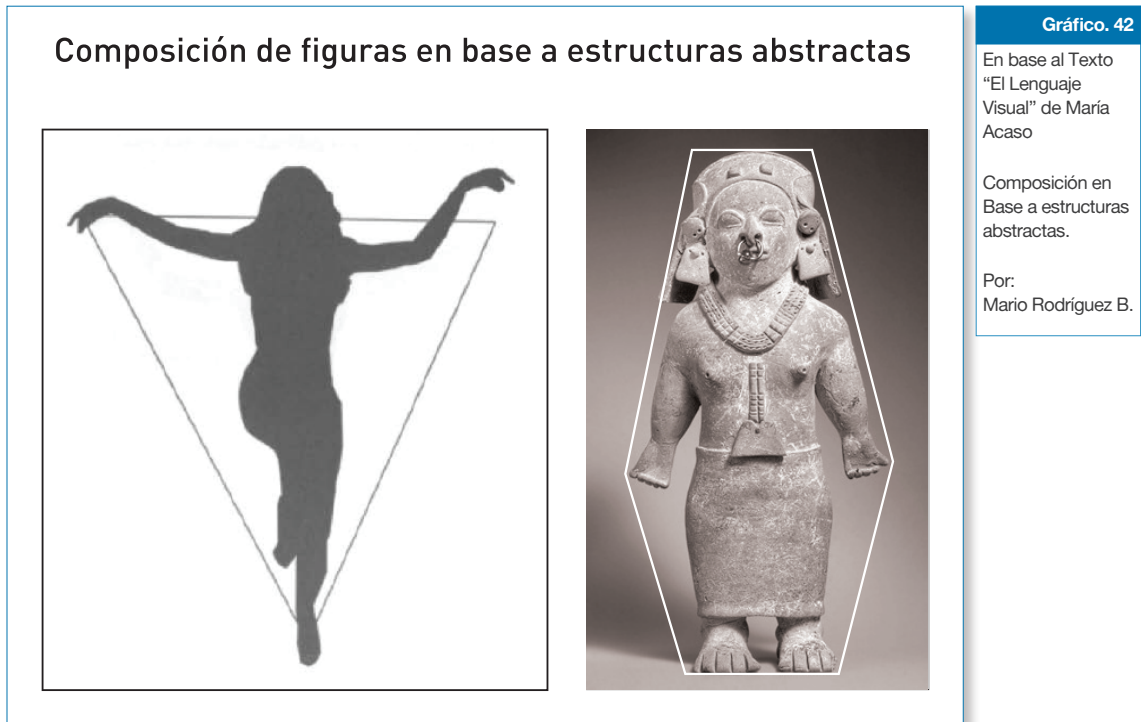 Composición de figuras en base a estructuras abstractas
Gráfico. 42
En base al Texto
“El Lenguaje
Visual” de María
Acaso
Composición en
Base a estructuras
abstractas.
Por:
Mario Rodríguez B.